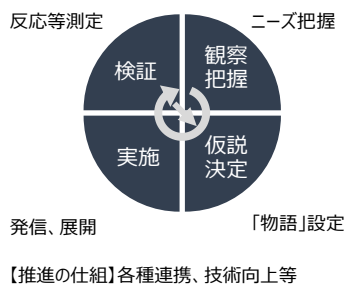 反応等測定
ニーズ把握
検証
観察
把握
実施
仮説
決定
発信、展開
「物語」設定
【推進の仕組】各種連携、技術向上等